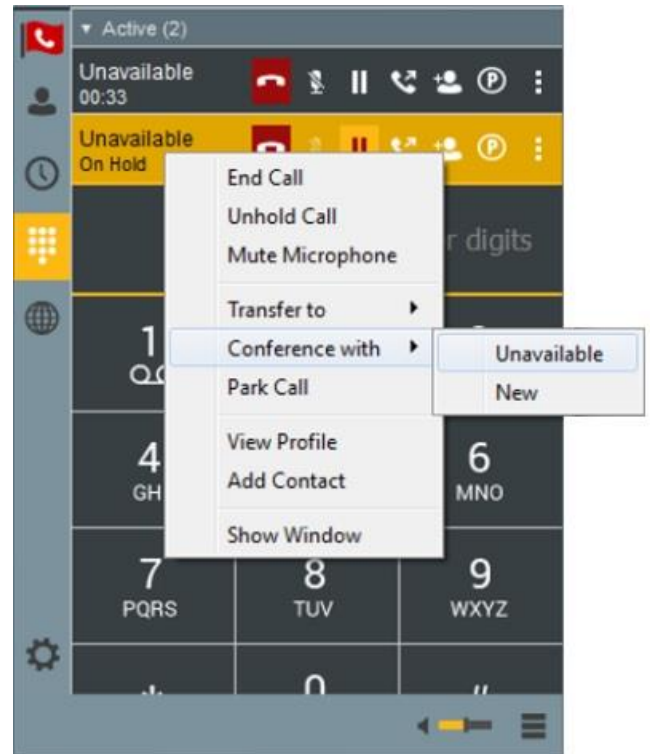 Active (2)
Unavailable
00:33
Unavailable
On Hold
End Call
Unhold Call
Mute Microphone
r digits
Transfer to
Conference with
Unavailable
Park Call
New
View Profile
Add Contact
Show Window
1
4
GH
6
MNO
7
PQRS
8
TUV
9
WXYZ
0